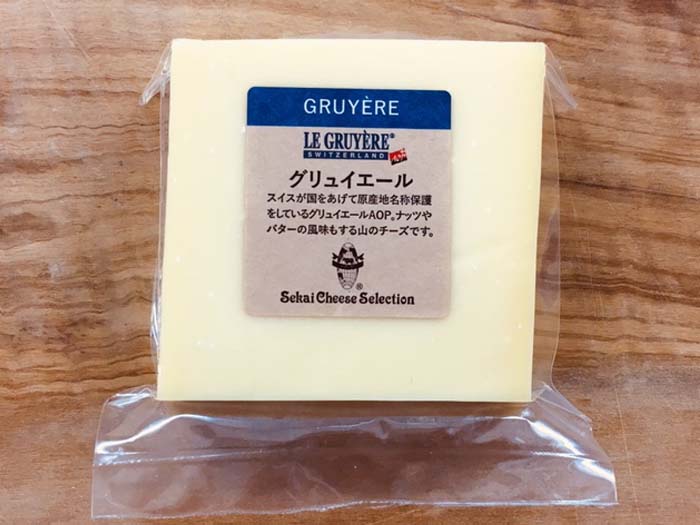 GRUYÈRE
LE GRUYÈRE®
SWITZERLAND
グリュイエール
スイスが国をあげて原産地名称保護
をしているグリュイエールAOP。ナッツや
バターの風味もする山のチーズです。
®
Sekai Cheese Selection